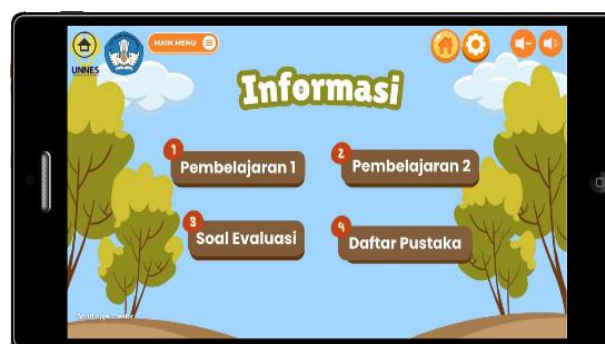 UNNES
MAIN MENU
Informasi
1
Pembelajaran 1
2
Pembelajaran 2
3
Soal Evaluasi
4
Daftar Pustaka